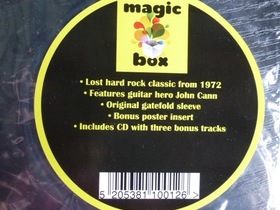 magic
box
• Lost hard rock classic from 1972
• Features guitar hero John Cann
• Original gatefold sleeve
• Bonus poster insert
• Includes CD with three bonus tracks
5 205381 100126 >